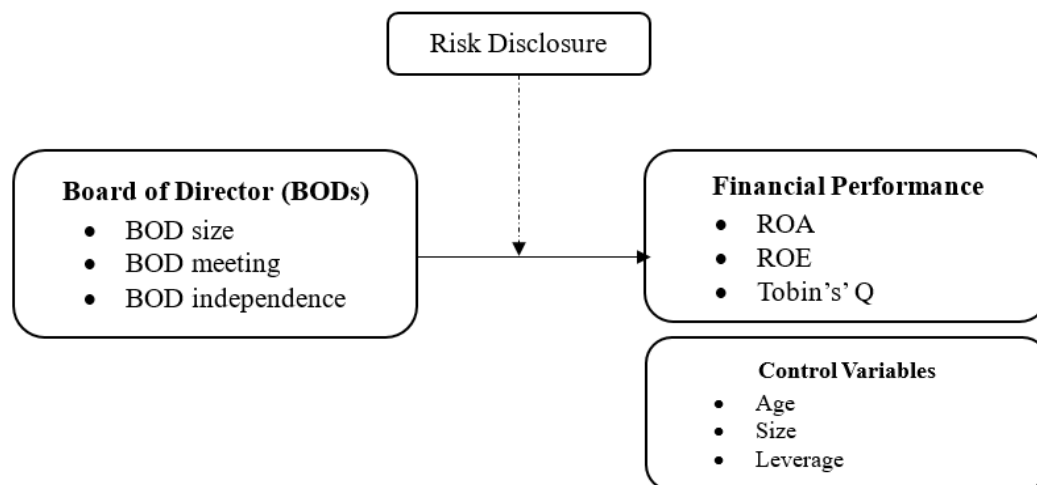 Risk Disclosure
Board of Director (BODs)
• BOD size
• BOD meeting
• BOD independence
Financial Performance
• ROA
• ROE
• Tobin’s’ Q
Control Variables
• Age
• Size
• Leverage